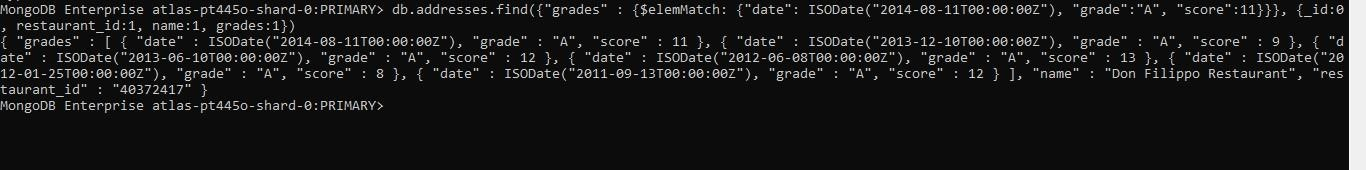 MongoDB Enterprise atlas-pt445o-shard-0:PRIMARY> db.addresses.find({"grades" : {$elemMatch: {"date": ISODate("2014-08-11T00:00:00Z"), "grade":"A", "score":11}}}, {_id:0
, restaurant_id:1, name:1, grades:1})
{ "grades" : [ { "date" : ISODate("2014-08-11T00:00:00Z"), "grade" : "A", "score" : 11 }, { "date" : ISODate("2013-12-10T00:00:00Z"), "grade" : "A", "score" : 9 }, { "d
ate" : ISODate("2013-06-10T00:00:00Z"), "grade" : "A", "score" : 12 }, { "date" : ISODate("2012-06-08T00:00:00Z"), "grade" : "A", "score" : 13 }, { "date" : ISODate("20
12-01-25T00:00:00Z"), "grade" : "A", "score" : 8 }, { "date" : ISODate("2011-09-13T00:00:00Z"), "grade" : "A", "score" : 12 } ], "name" : "Don Filippo Restaurant", "res
taurant_id" : "40372417" }
MongoDB Enterprise atlas-pt445o-shard-0:PRIMARY>